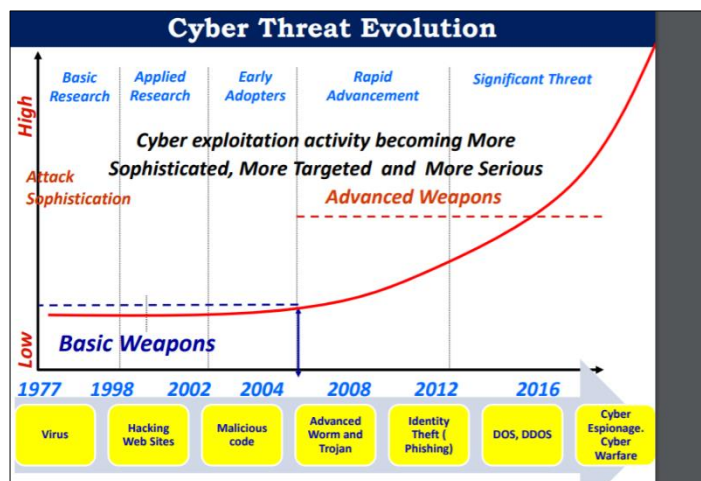 Cyber Threat Evolution
Basic
Research
Applied
Research
Early
Adopters
Rapid
Advancement
Significant Threat
High
Cyber exploitation activity becoming More
Sophisticated, More Targeted and More Serious
Attack
Sophistication
Advanced Weapons
Low
Basic Weapons
1977 1998 2002 2004 2008 2012 2016
Virus
Hacking
Web Sites
Malicious
code
Advanced
Worm and
Trojan
Identity
Theft (
Phishing)
DOS, DDOS
Cyber
Espionage.
Cyber
Warfare